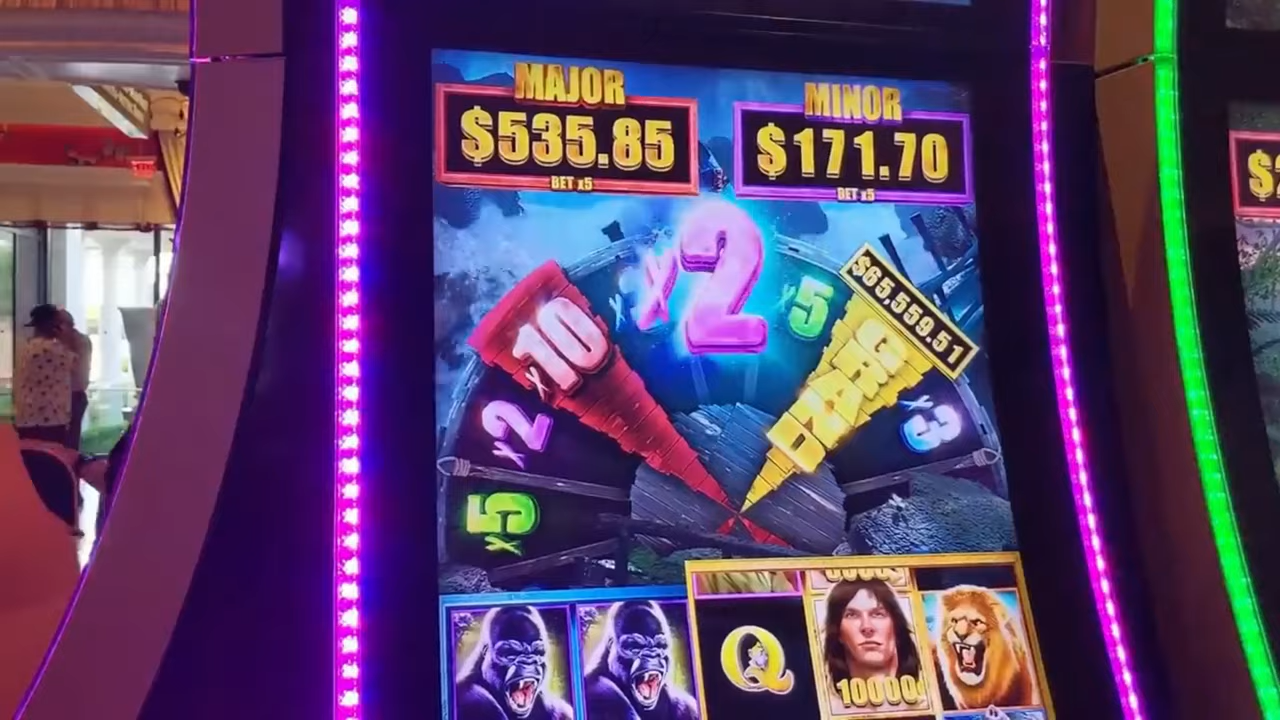 MAJOR
$535.85
BET x5
MINOR
$171.70
BET x5
x10
x2
x5
$65,559.51
GRAND
x3
x2
x5
Q
10000